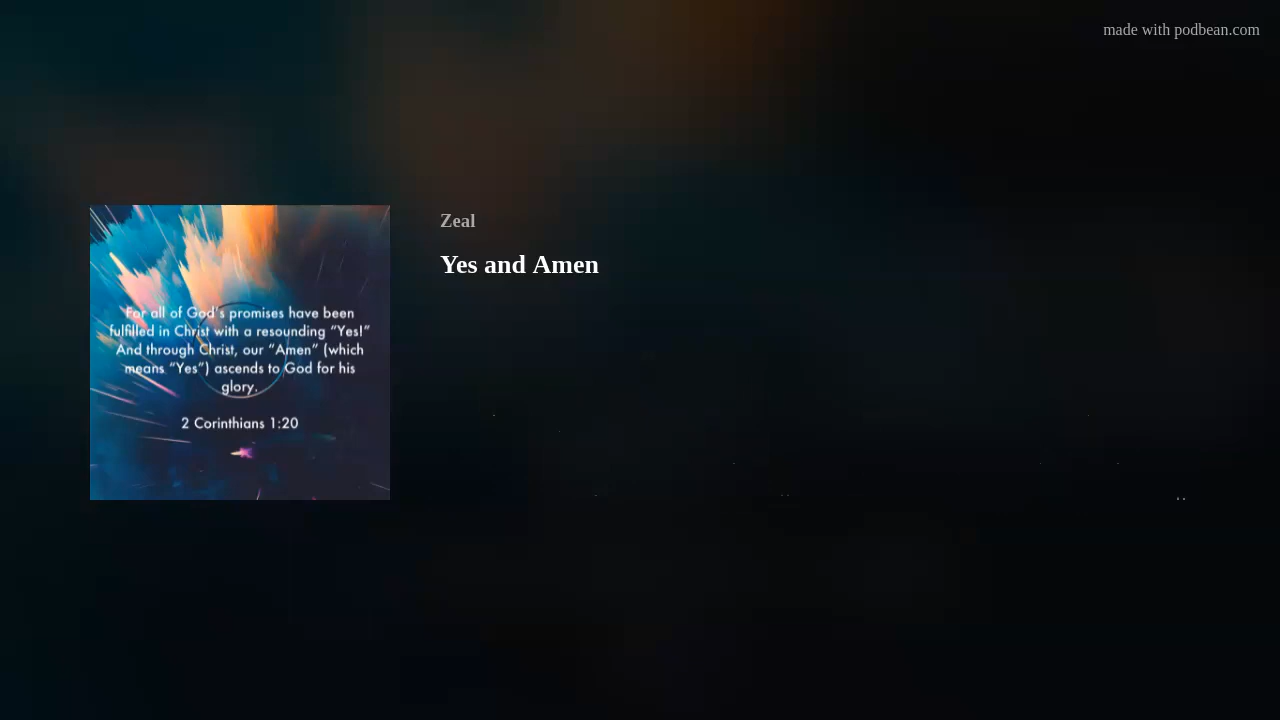 made with podbean.com
Zeal
Yes and Amen
For all of God's promises have been
fulfilled in Christ with a resounding “Yes!”
And through Christ, our “Amen” (which
means “Yes”) ascends to God for his
glory.
2 Corinthians 1:20